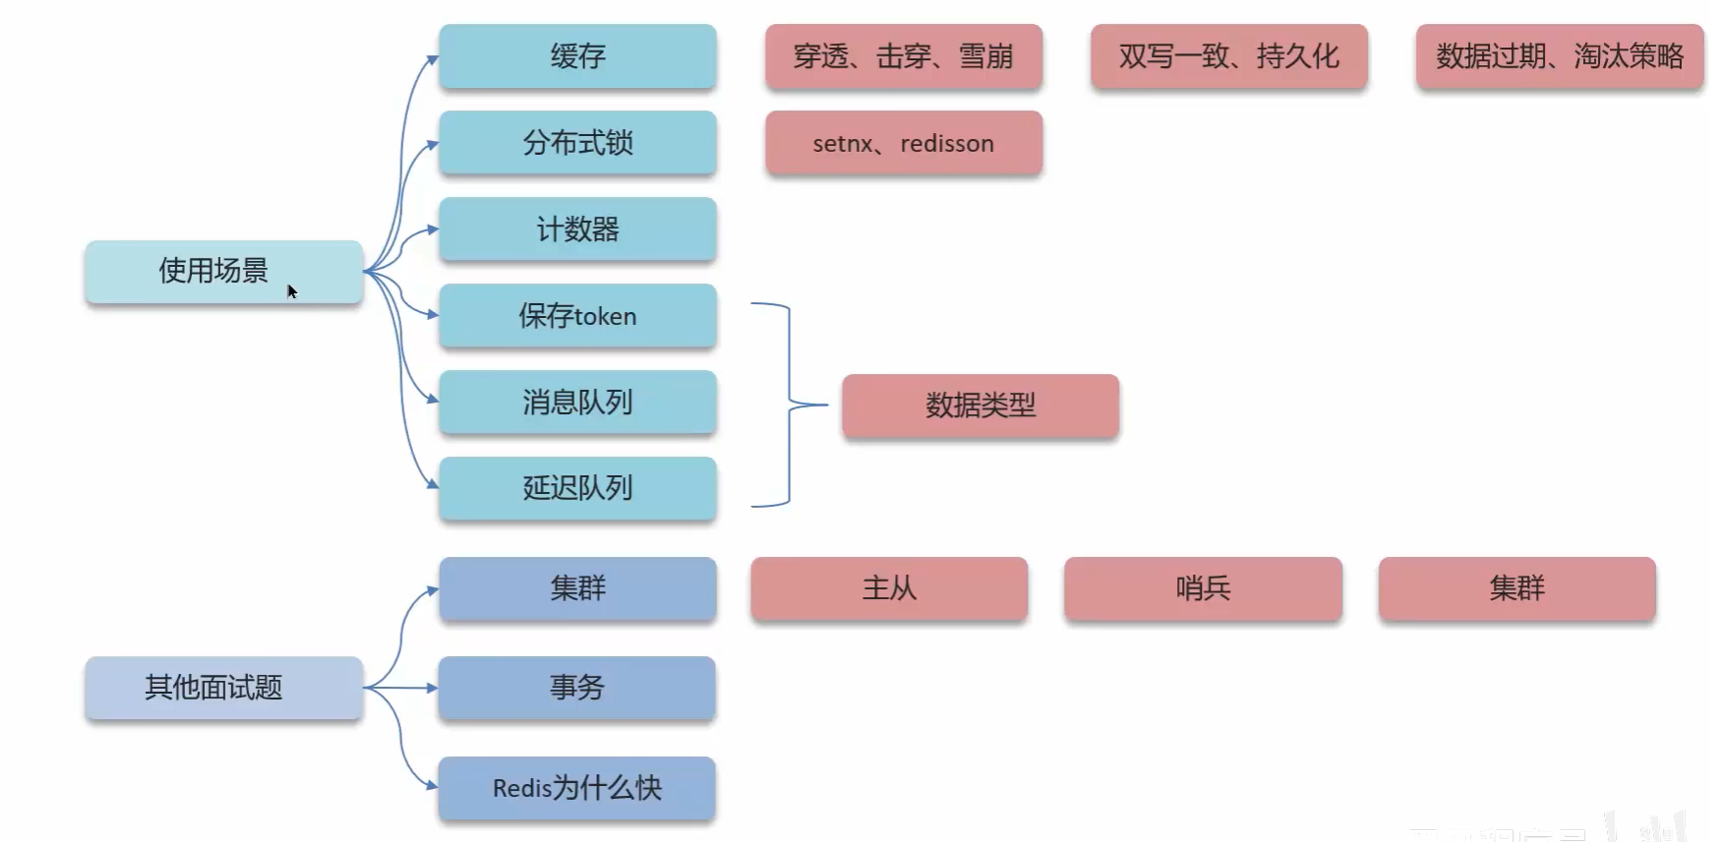 缓存
穿透、击穿、雪崩
双写一致、持久化
数据过期、淘汰策略
分布式锁
setnx、redisson
计数器
使用场景
保存token
消息队列
数据类型
延迟队列
集群
主从
哨兵
集群
其他面试题
事务
Redis为什么快